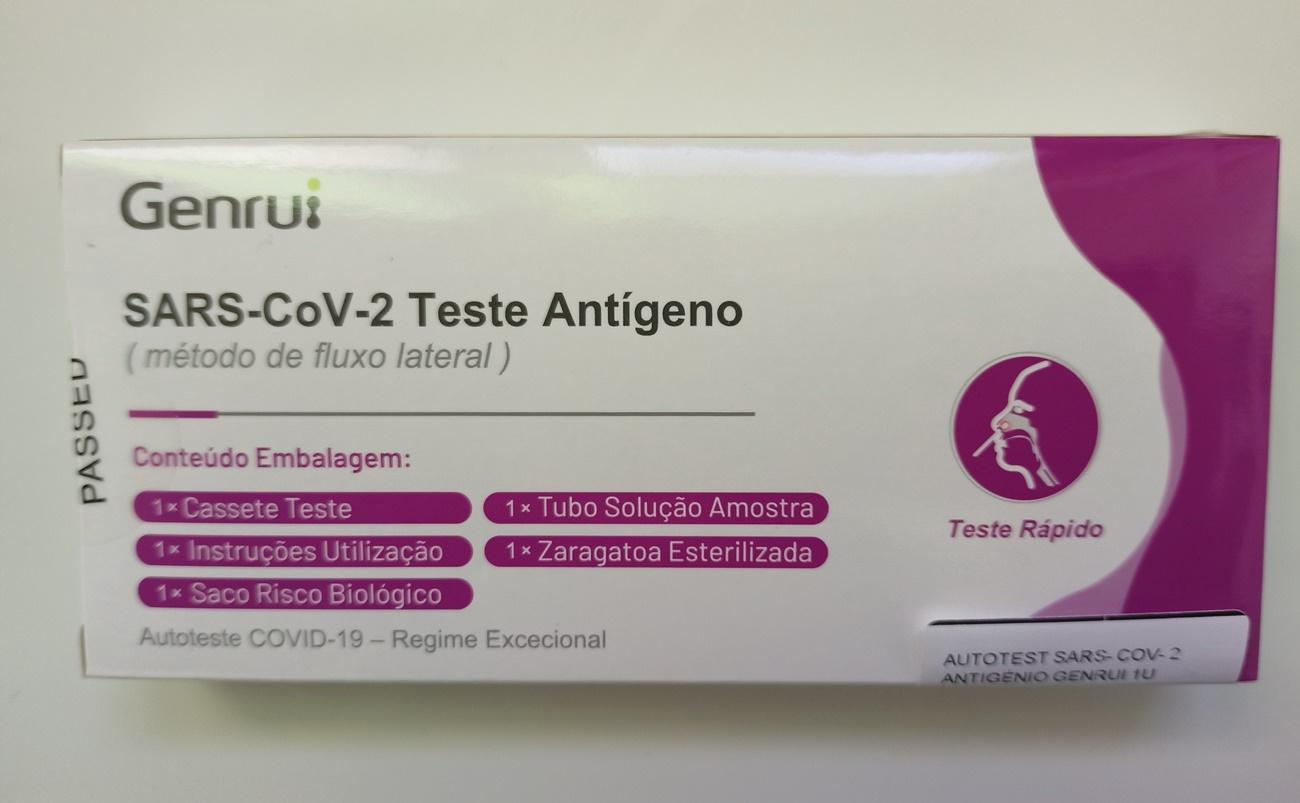 Genrui
SARS-CoV-2 Teste Antígeno
( método de fluxo lateral )
PASSED
Conteúdo Embalagem:
1× Cassete Teste
1× Tubo Solução Amostra
1× Instruções Utilização
1× Zaragatoa Esterilizada
1× Saco Risco Biológico
Autoteste COVID-19 – Regime Excecional
Teste Rápido
AUTOTEST SARS- COV- 2
ANTIGÉNIO GENRUI 1U